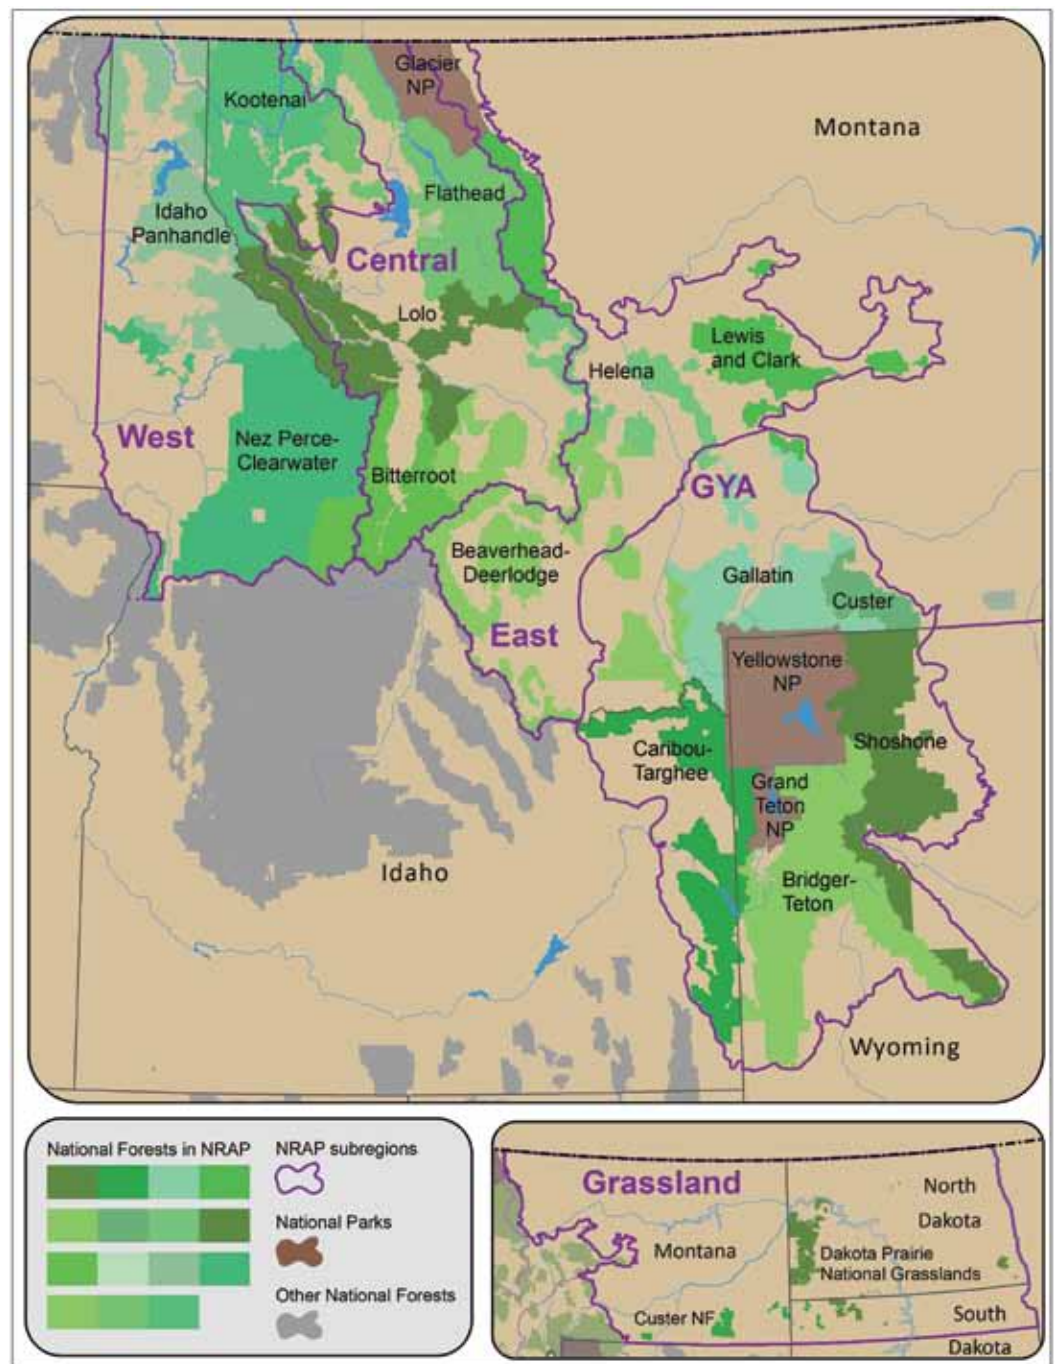 Glacier
NP
Kootenai
Montana
Flathead
Idaho
Panhandle
Central
Lolo
Lewis
and Clark
Helena
West
Nez Perce-
Clearwater
Bitterroot
GYA
Beaverhead-
Deerlodge
Gallatin
Custer
East
Yellowstone
NP
Caribou-
Targhee
Shoshone
Grand
Teton
NP
Idaho
Bridger-
Teton
Wyoming
National Forests in NRAP
NRAP subregions
National Parks
Other National Forests
Grassland
North
Dakota
Montana
Dakota Prairie
National Grasslands
Custer NF
South
Dakota